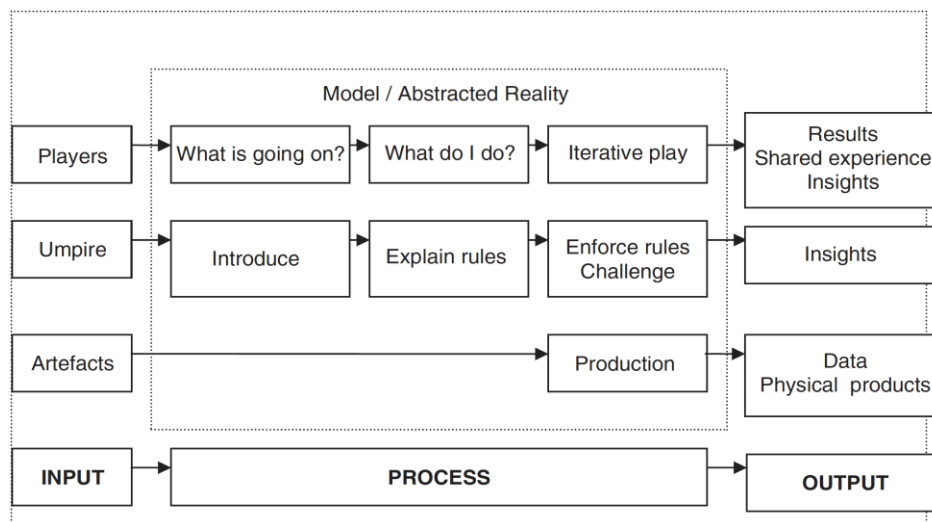 Model / Abstracted Reality
Players
What is going on?
What do I do?
Iterative play
Results
Shared experience
Insights
Umpire
Introduce
Explain rules
Enforce rules
Challenge
Insights
Artefacts
Production
Data
Physical products
INPUT
PROCESS
OUTPUT